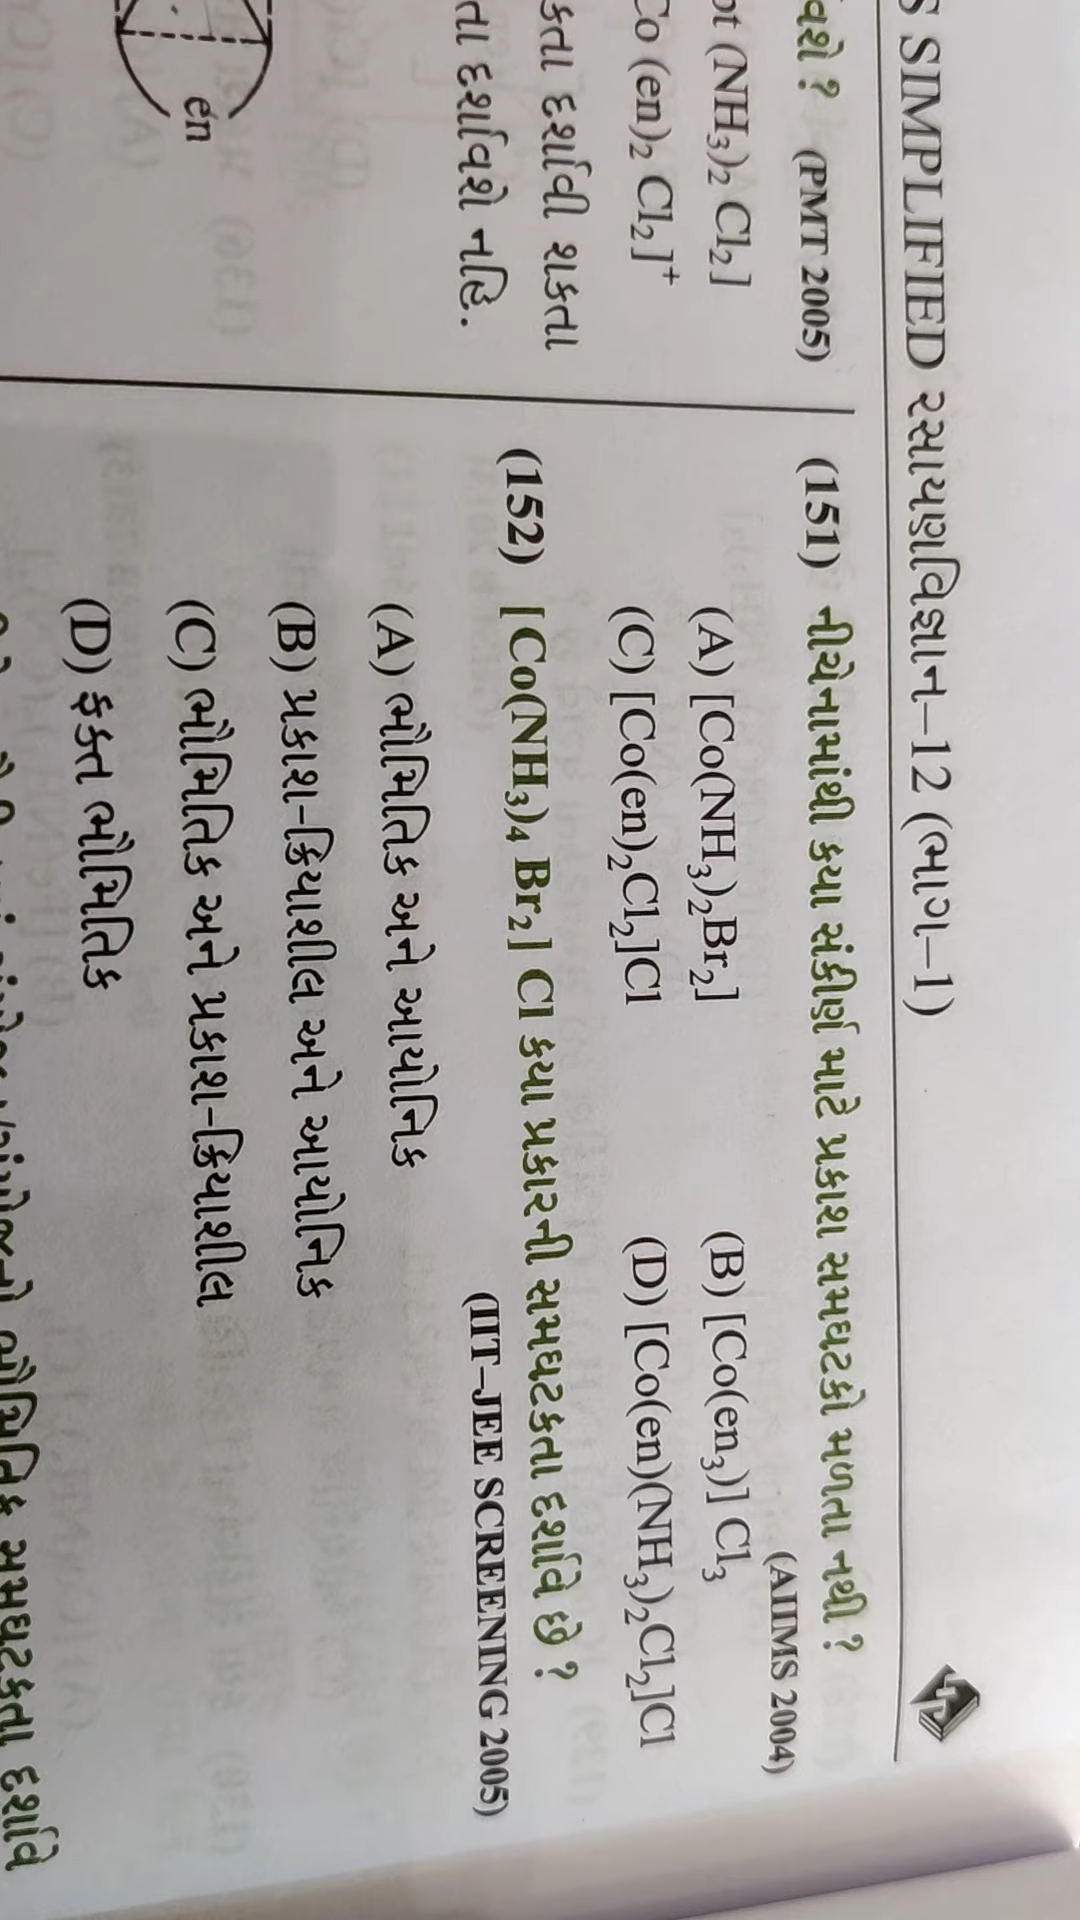 S SIMPLIFIED રસાયણવિજ્ઞાન–12 (ભાગ–1)
વશે ? (PMT 2005)
pt (NH₃)₂ Cl₂]
Co (en)₂ Cl₂]⁺
કતા દર્શાવી શકતા
તા દર્શાવશે નહિ.
en
(151) નીચેનામાંથી કયા સંકીર્ણ માટે પ્રકાશ સમઘટકો મળતા નથી ?
(AIIMS 2004)
(A) [Co(NH₃)₂Br₂] (B) [Co(en₃)] Cl₃
(C) [Co(en)₂Cl₂]Cl (D) [Co(en)(NH₃)₂Cl₂]Cl
(152) [Co(NH₃)₄ Br₂] Cl કયા પ્રકારની સમઘટકતા દર્શાવે છે ?
(IIT–JEE SCREENING 2005)
(A) ભૌમિતિક અને આયોનિક
(B) પ્રકાશ-ક્રિયાશીલ અને આયોનિક
(C) ભૌમિતિક અને પ્રકાશ-ક્રિયાશીલ
(D) ફક્ત ભૌમિતિક
ભૌમિતિક સમઘટકતા દર્શાવે